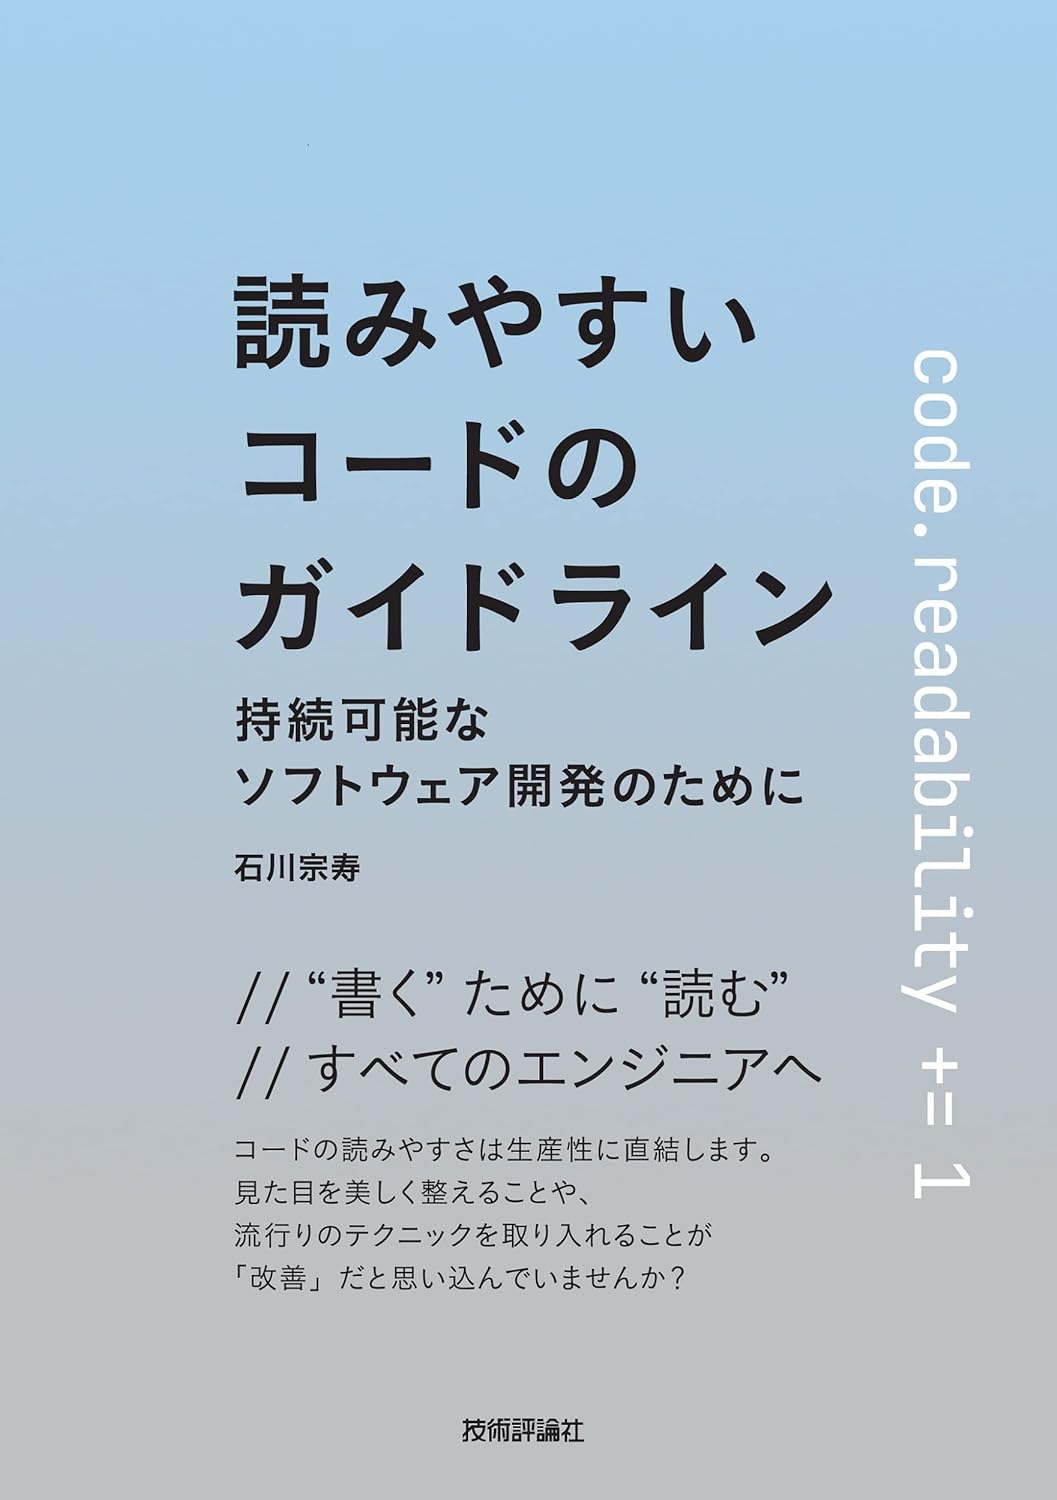 読みやすい
コードの
ガイドライン
持続可能な
ソフトウェア開発のために
石川宗寿
// “書く” ために “読む”
// すべてのエンジニアへ
コードの読みやすさは生産性に直結します。
見た目を美しく整えることや、
流行りのテクニックを取り入れることが
「改善」だと思い込んでいませんか?
code.readability += 1
技術評論社